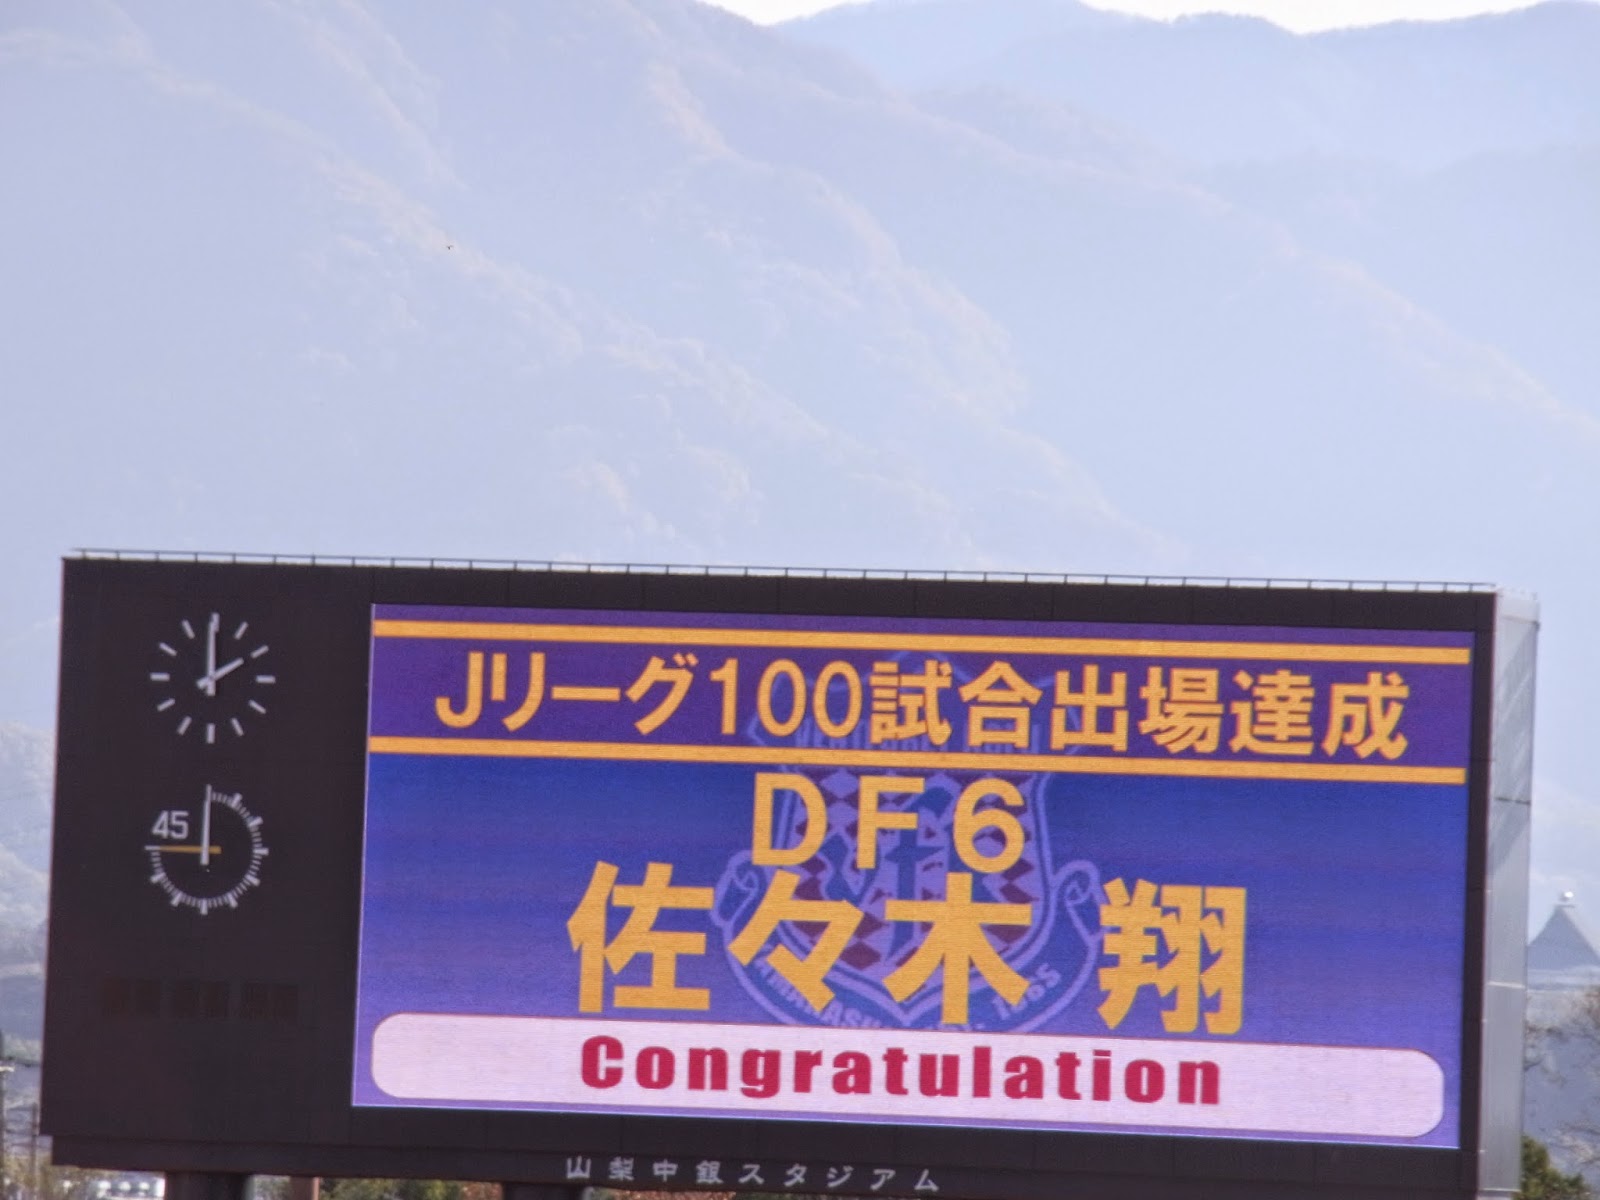 Jリーグ100試合出場達成
DF6
佐々木 翔
Congratulation
45
山梨中銀スタジアム